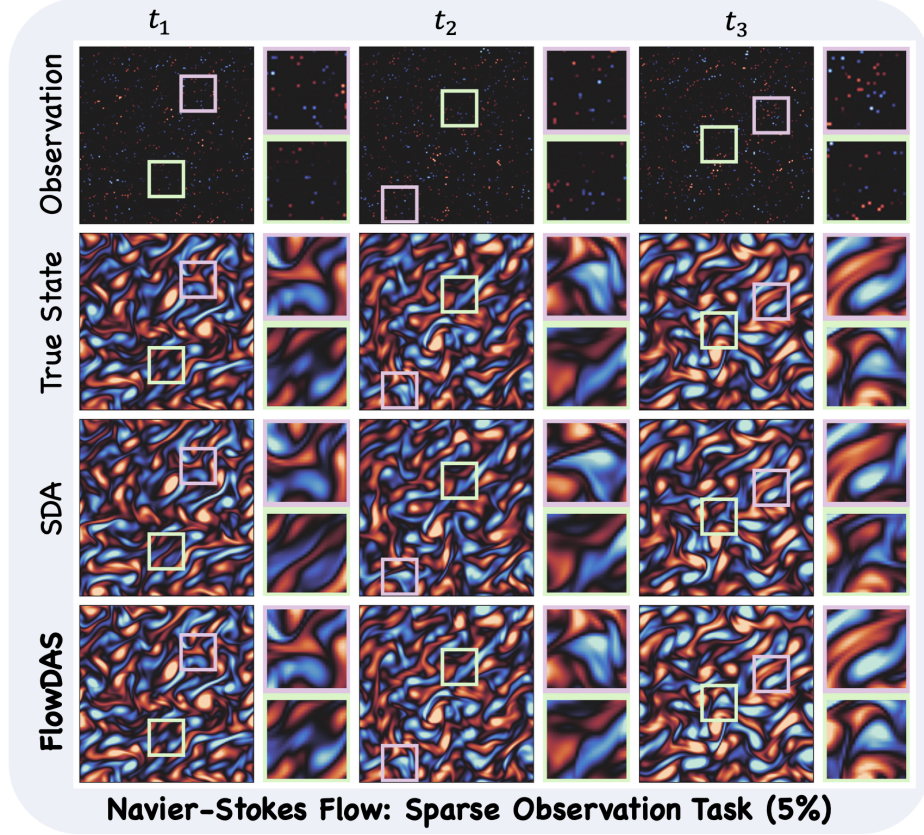 t₁ t₂ t₃
Observation
True State
SDA
FlowDAS
Navier-Stokes Flow: Sparse Observation Task (5%)